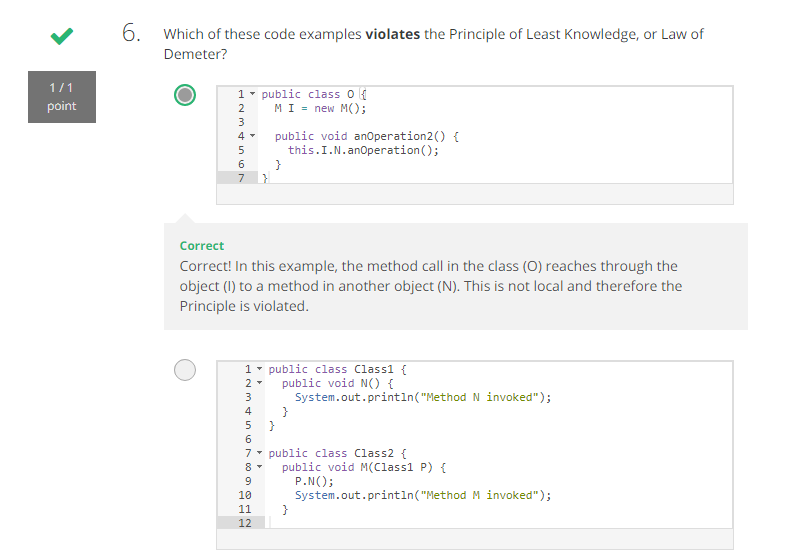 6. Which of these code examples violates the Principle of Least Knowledge, or Law of
Demeter?
1 / 1
point
1 public class O {
2 M I = new M();
3
4 public void anOperation2() {
5 this.I.N.anOperation();
6 }
7 }
Correct
Correct! In this example, the method call in the class (O) reaches through the
object (I) to a method in another object (N). This is not local and therefore the
Principle is violated.
1 public class Class1 {
2 public void N() {
3 System.out.println("Method N invoked");
4 }
5 }
6
7 public class Class2 {
8 public void M(Class1 P) {
9 P.N();
10 System.out.println("Method M invoked");
11 }
12